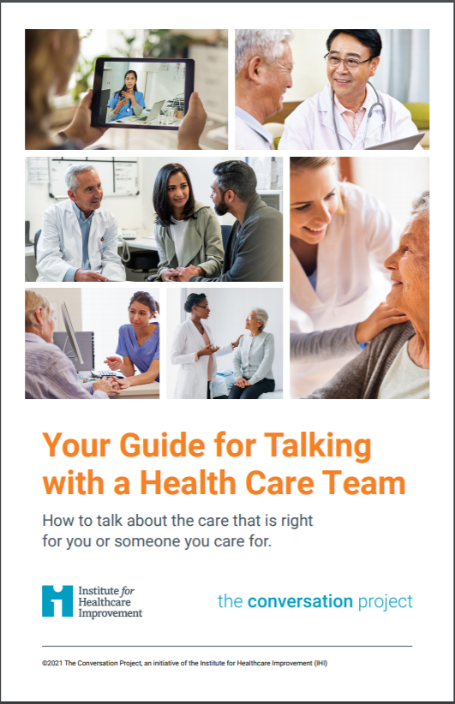 Your Guide for Talking
with a Health Care Team
How to talk about the care that is right
for you or someone you care for.
Institute for
Healthcare
Improvement
the conversation project
©2021 The Conversation Project, an initiative of the Institute for Healthcare Improvement (IHI)